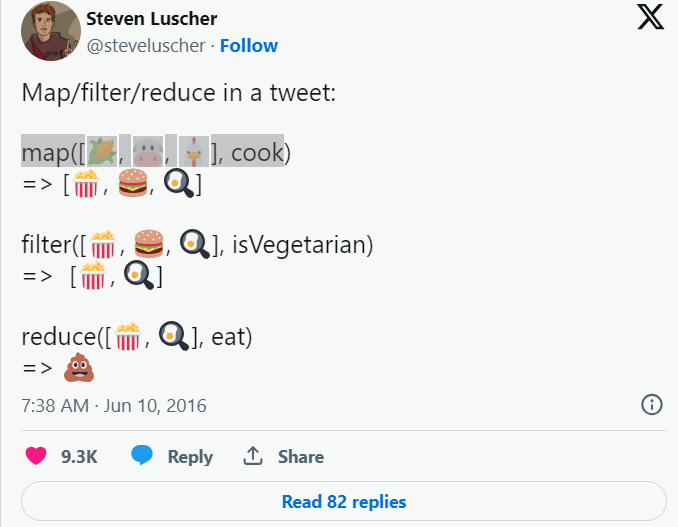 Steven Luscher
@steveluscher · Follow
Map/filter/reduce in a tweet:
map([🌽, 🐮, 🐔], cook)
=> [🍿, 🍔, 🍳]
filter([🍿, 🍔, 🍳], isVegetarian)
=> [🍿, 🍳]
reduce([🍿, 🍳], eat)
=> 💩
7:38 AM · Jun 10, 2016
9.3K Reply Share
Read 82 replies